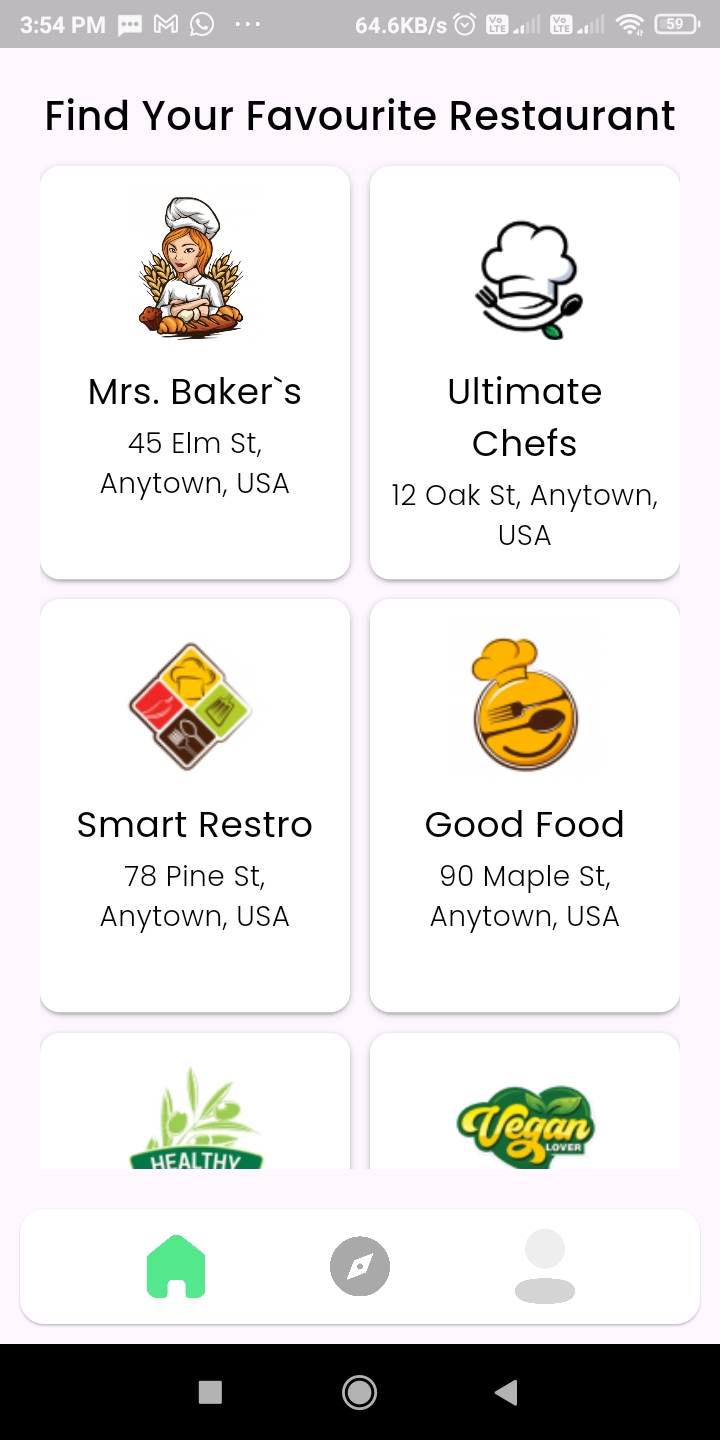 3:54 PM 64.6KB/s Vo LTE Vo LTE 59
Find Your Favourite Restaurant
Mrs. Baker`s
45 Elm St,
Anytown, USA
Ultimate
Chefs
12 Oak St, Anytown,
USA
Smart Restro
78 Pine St,
Anytown, USA
Good Food
90 Maple St,
Anytown, USA
HEALTHY
Vegan
LOVER